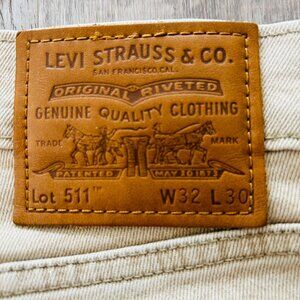 LEVI STRAUSS & CO.
SAN FRANCISCO, CAL.
ORIGINAL RIVETED
GENUINE QUALITY CLOTHING
TRADE MARK
PATENTED MAY 20 1873
Lot 511™ W32 L30